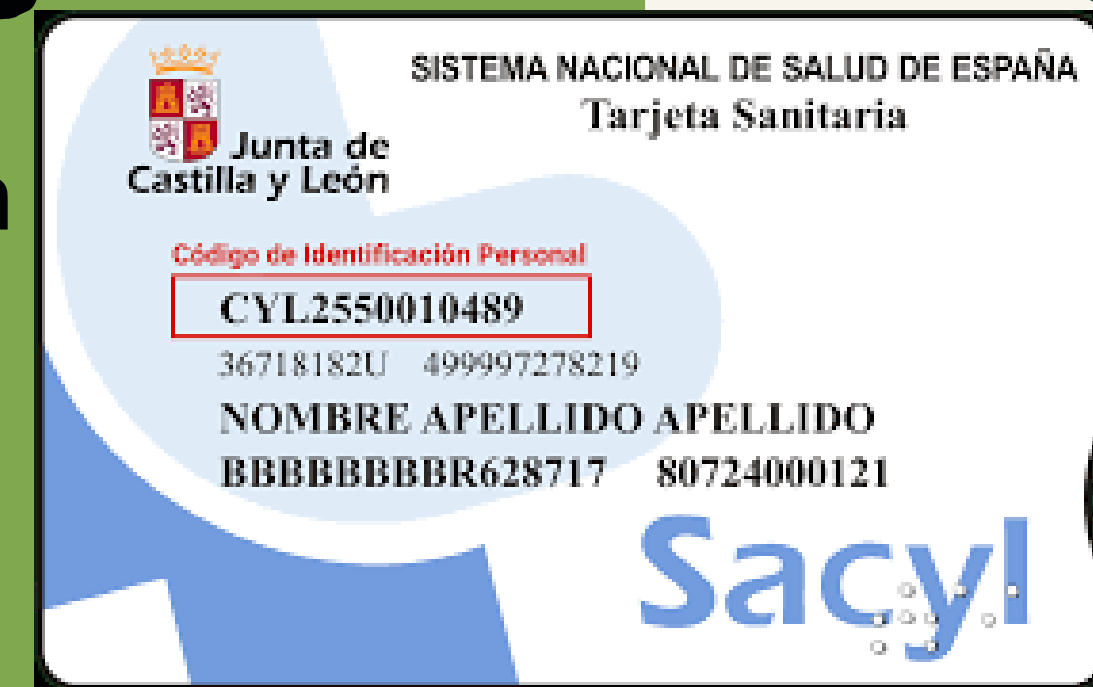 SISTEMA NACIONAL DE SALUD DE ESPAÑA
Tarjeta Sanitaria
Junta de
Castilla y León
Código de Identificación Personal
CYL2550010489
36718182U 499997278219
NOMBRE APELLIDO APELLIDO
BBBBBBBBR628717 80724000121
Sacyl